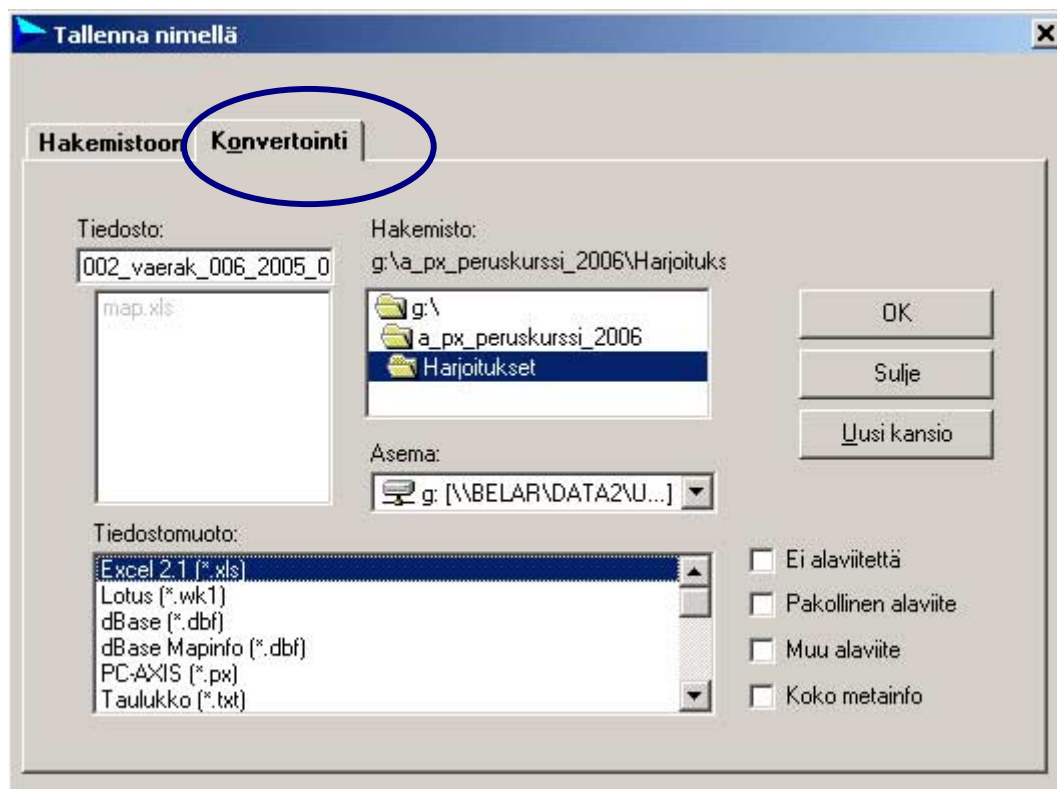 Tallenna nimellä
Hakemistoon
Konvertointi
Tiedosto:
002_vaerak_006_2005_0
map.xls
Hakemisto:
g:\a_px_peruskurssi_2006\Harjoituks
g:\
a_px_peruskurssi_2006
Harjoitukset
Asema:
g: [\\BELAR\DATA2\U...]
OK
Sulje
Uusi kansio
Tiedostomuoto:
Excel 2.1 (*.xls)
Lotus (*.wk1)
dBase (*.dbf)
dBase Mapinfo (*.dbf)
PC-AXIS (*.px)
Taulukko (*.txt)
Ei alaviitettä
Pakollinen alaviite
Muu alaviite
Koko metainfo